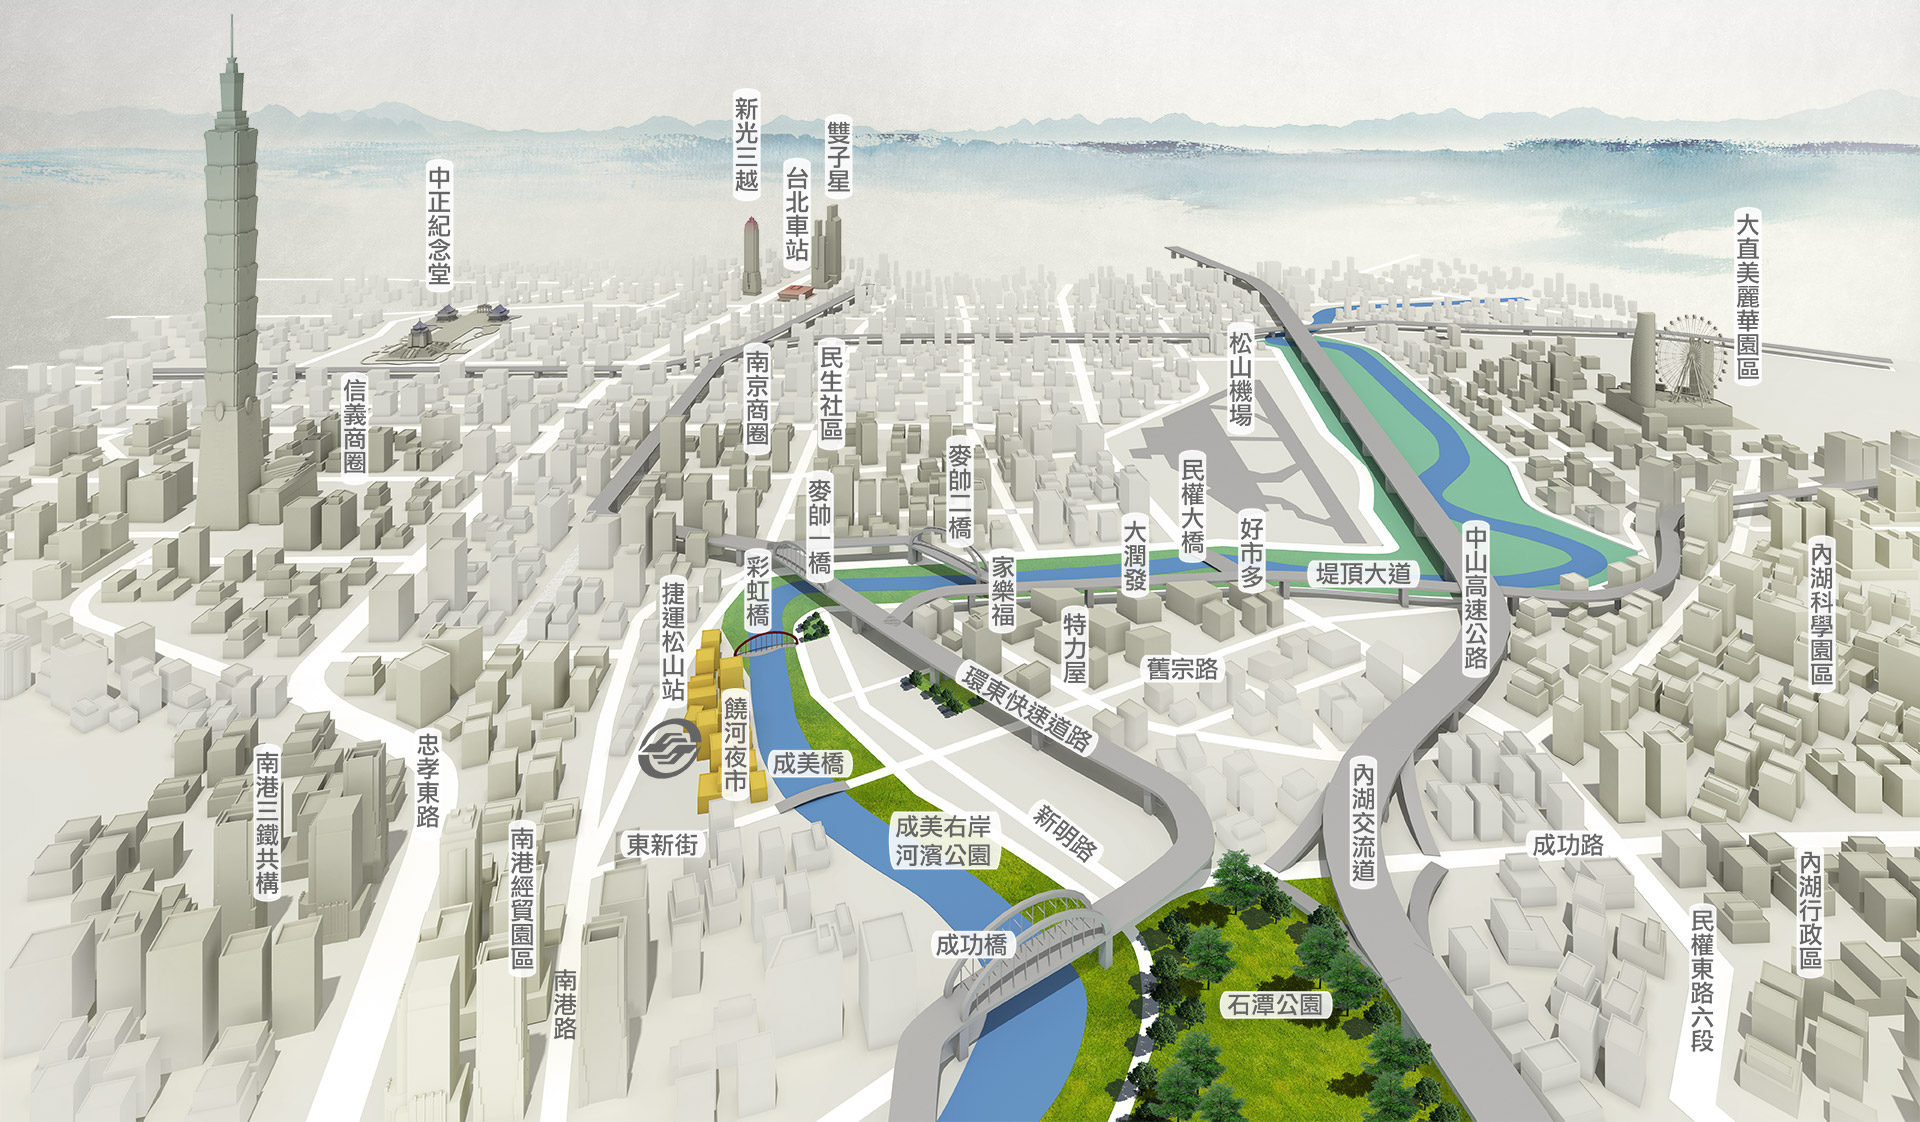 新光三越
雙子星
台北車站
中正紀念堂
大直美麗華園區
信義商圈
南京商圈
民生社區
松山機場
麥帥一橋
麥帥二橋
民權大橋
大潤發
好市多
家樂福
彩虹橋
捷運松山站
堤頂大道
中山高速公路
內湖科學園區
特力屋
舊宗路
環東快速道路
饒河夜市
成美橋
忠孝東路
南港三鐵共構
內湖交流道
新明路
成美右岸
河濱公園
東新街
成功路
南港經貿園區
內湖行政區
成功橋
民權東路六段
南港路
石潭公園